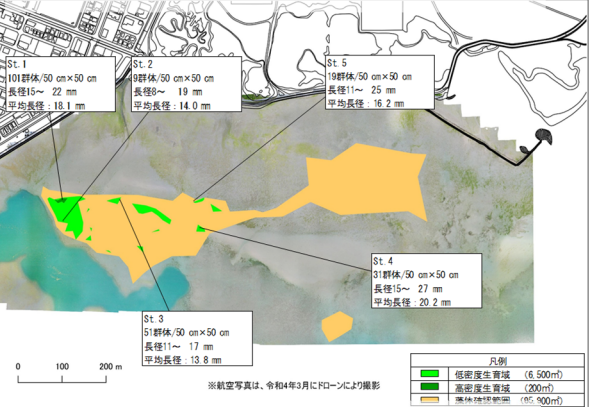 St.1
101群体/50 cm×50 cm
長径15～ 22 mm
平均長径：18.1 mm
St.2
9群体/50 cm×50 cm
長径8～ 19 mm
平均長径：14.0 mm
St.5
19群体/50 cm×50 cm
長径11～ 25 mm
平均長径：16.2 mm
St.4
31群体/50 cm×50 cm
長径15～ 27 mm
平均長径：20.2 mm
St.3
51群体/50 cm×50 cm
長径11～ 17 mm
平均長径：13.8 mm
0 100 200 m
※航空写真は、令和4年3月にドローンにより撮影
凡例
低密度生育域 （6,500㎡）
高密度生育域 （200㎡）
藻体確認範囲 （95,900㎡）